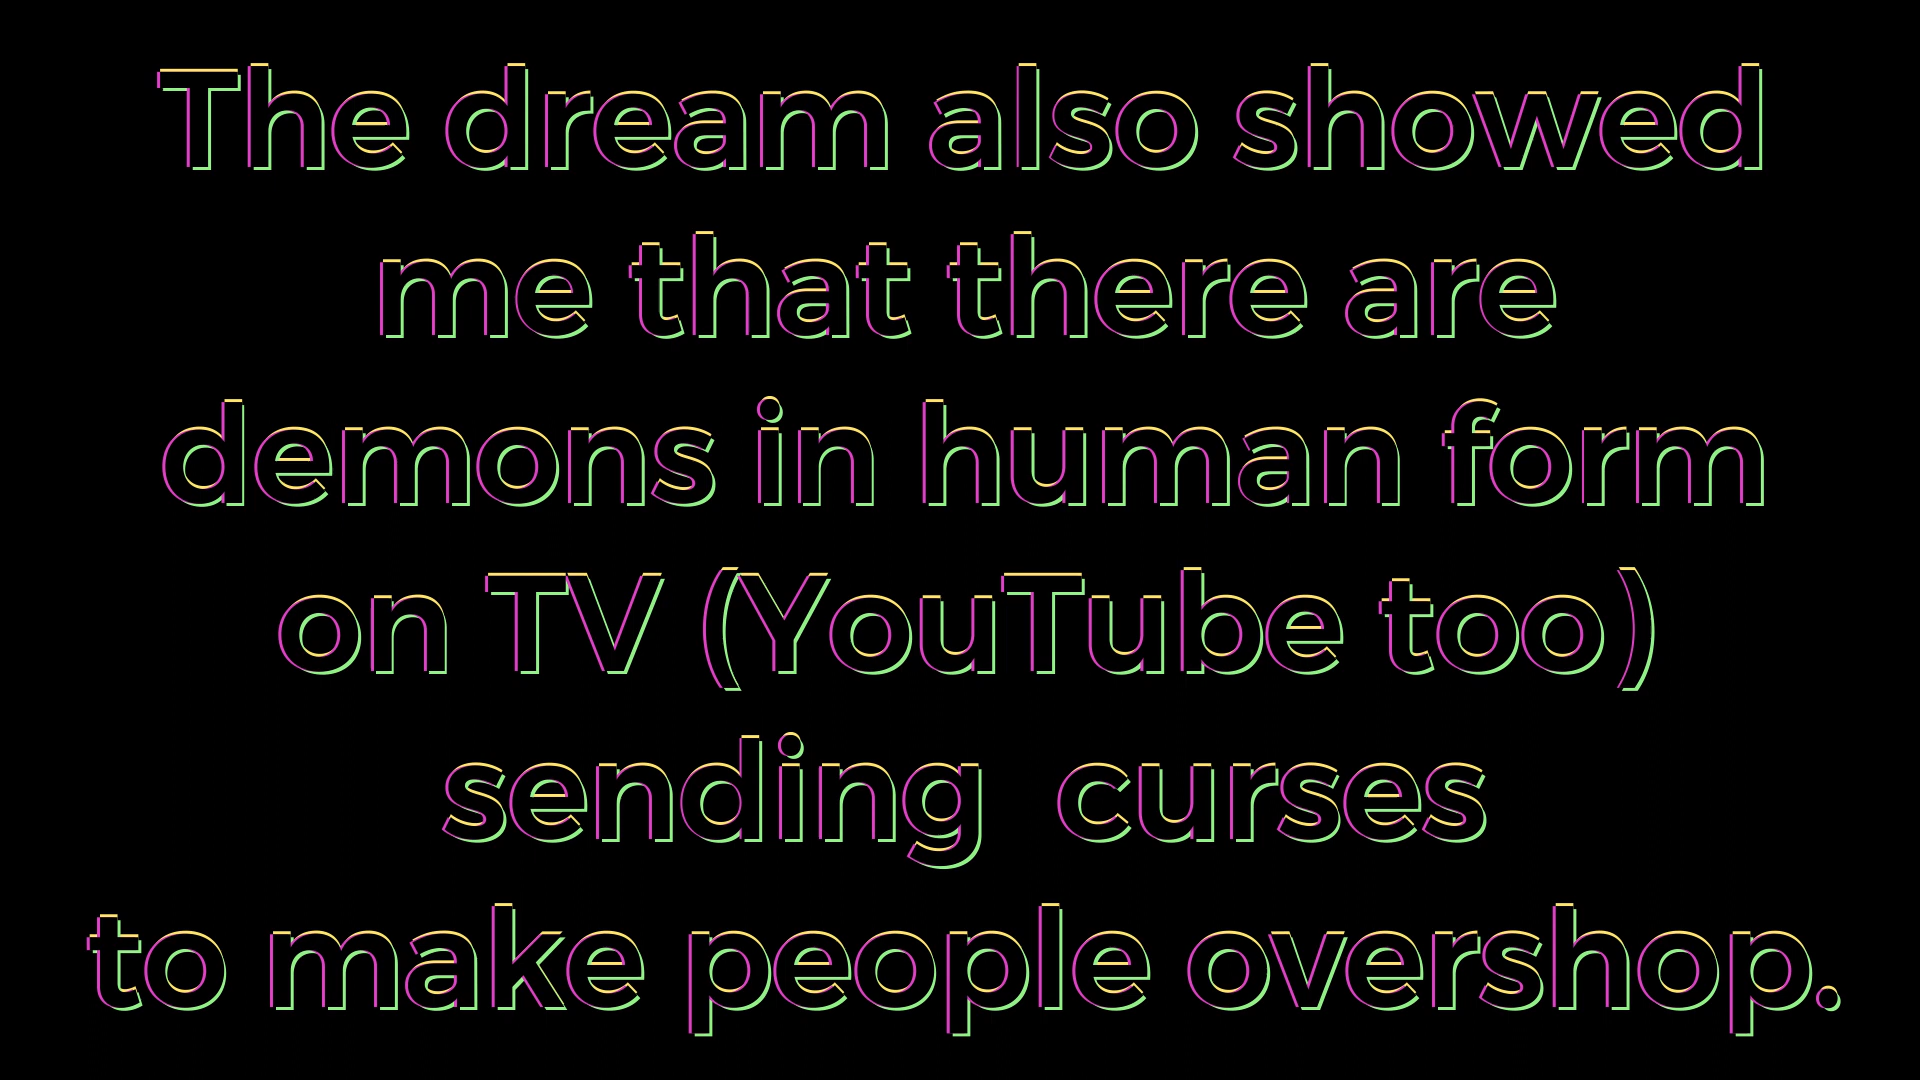 The dream also showed
me that there are
demons in human form
on TV (YouTube too)
sending  curses
to make people overshop.